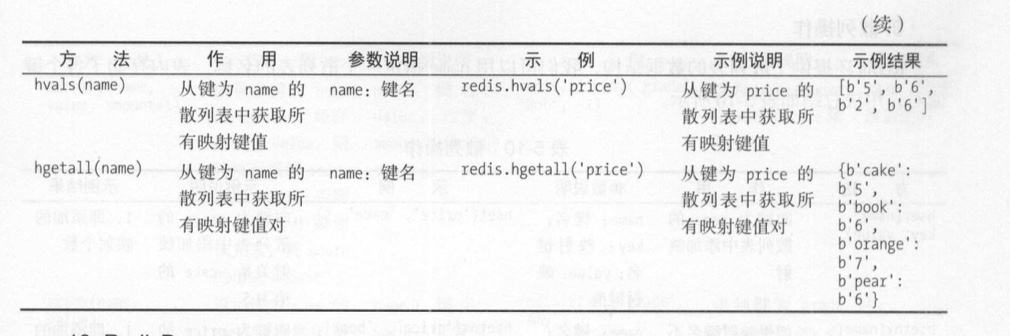 （续）
方 法 作 用 参数说明 示 例 示例说明 示例结果
hvals(name) 从键为 name 的 name：键名 redis.hvals('price') 从键为 price 的 [b'5', b'6',
散列表中获取所 散列表中获取所 b'2', b'6']
有映射键值 有映射键值
hgetall(name) 从键为 name 的 name：键名 redis.hgetall('price') 从键为 price 的 {b'cake':
散列表中获取所 散列表中获取所 b'5',
有映射键值对 有映射键值对 b'book':
b'6',
b'orange':
b'7',
b'pear':
b'6'}